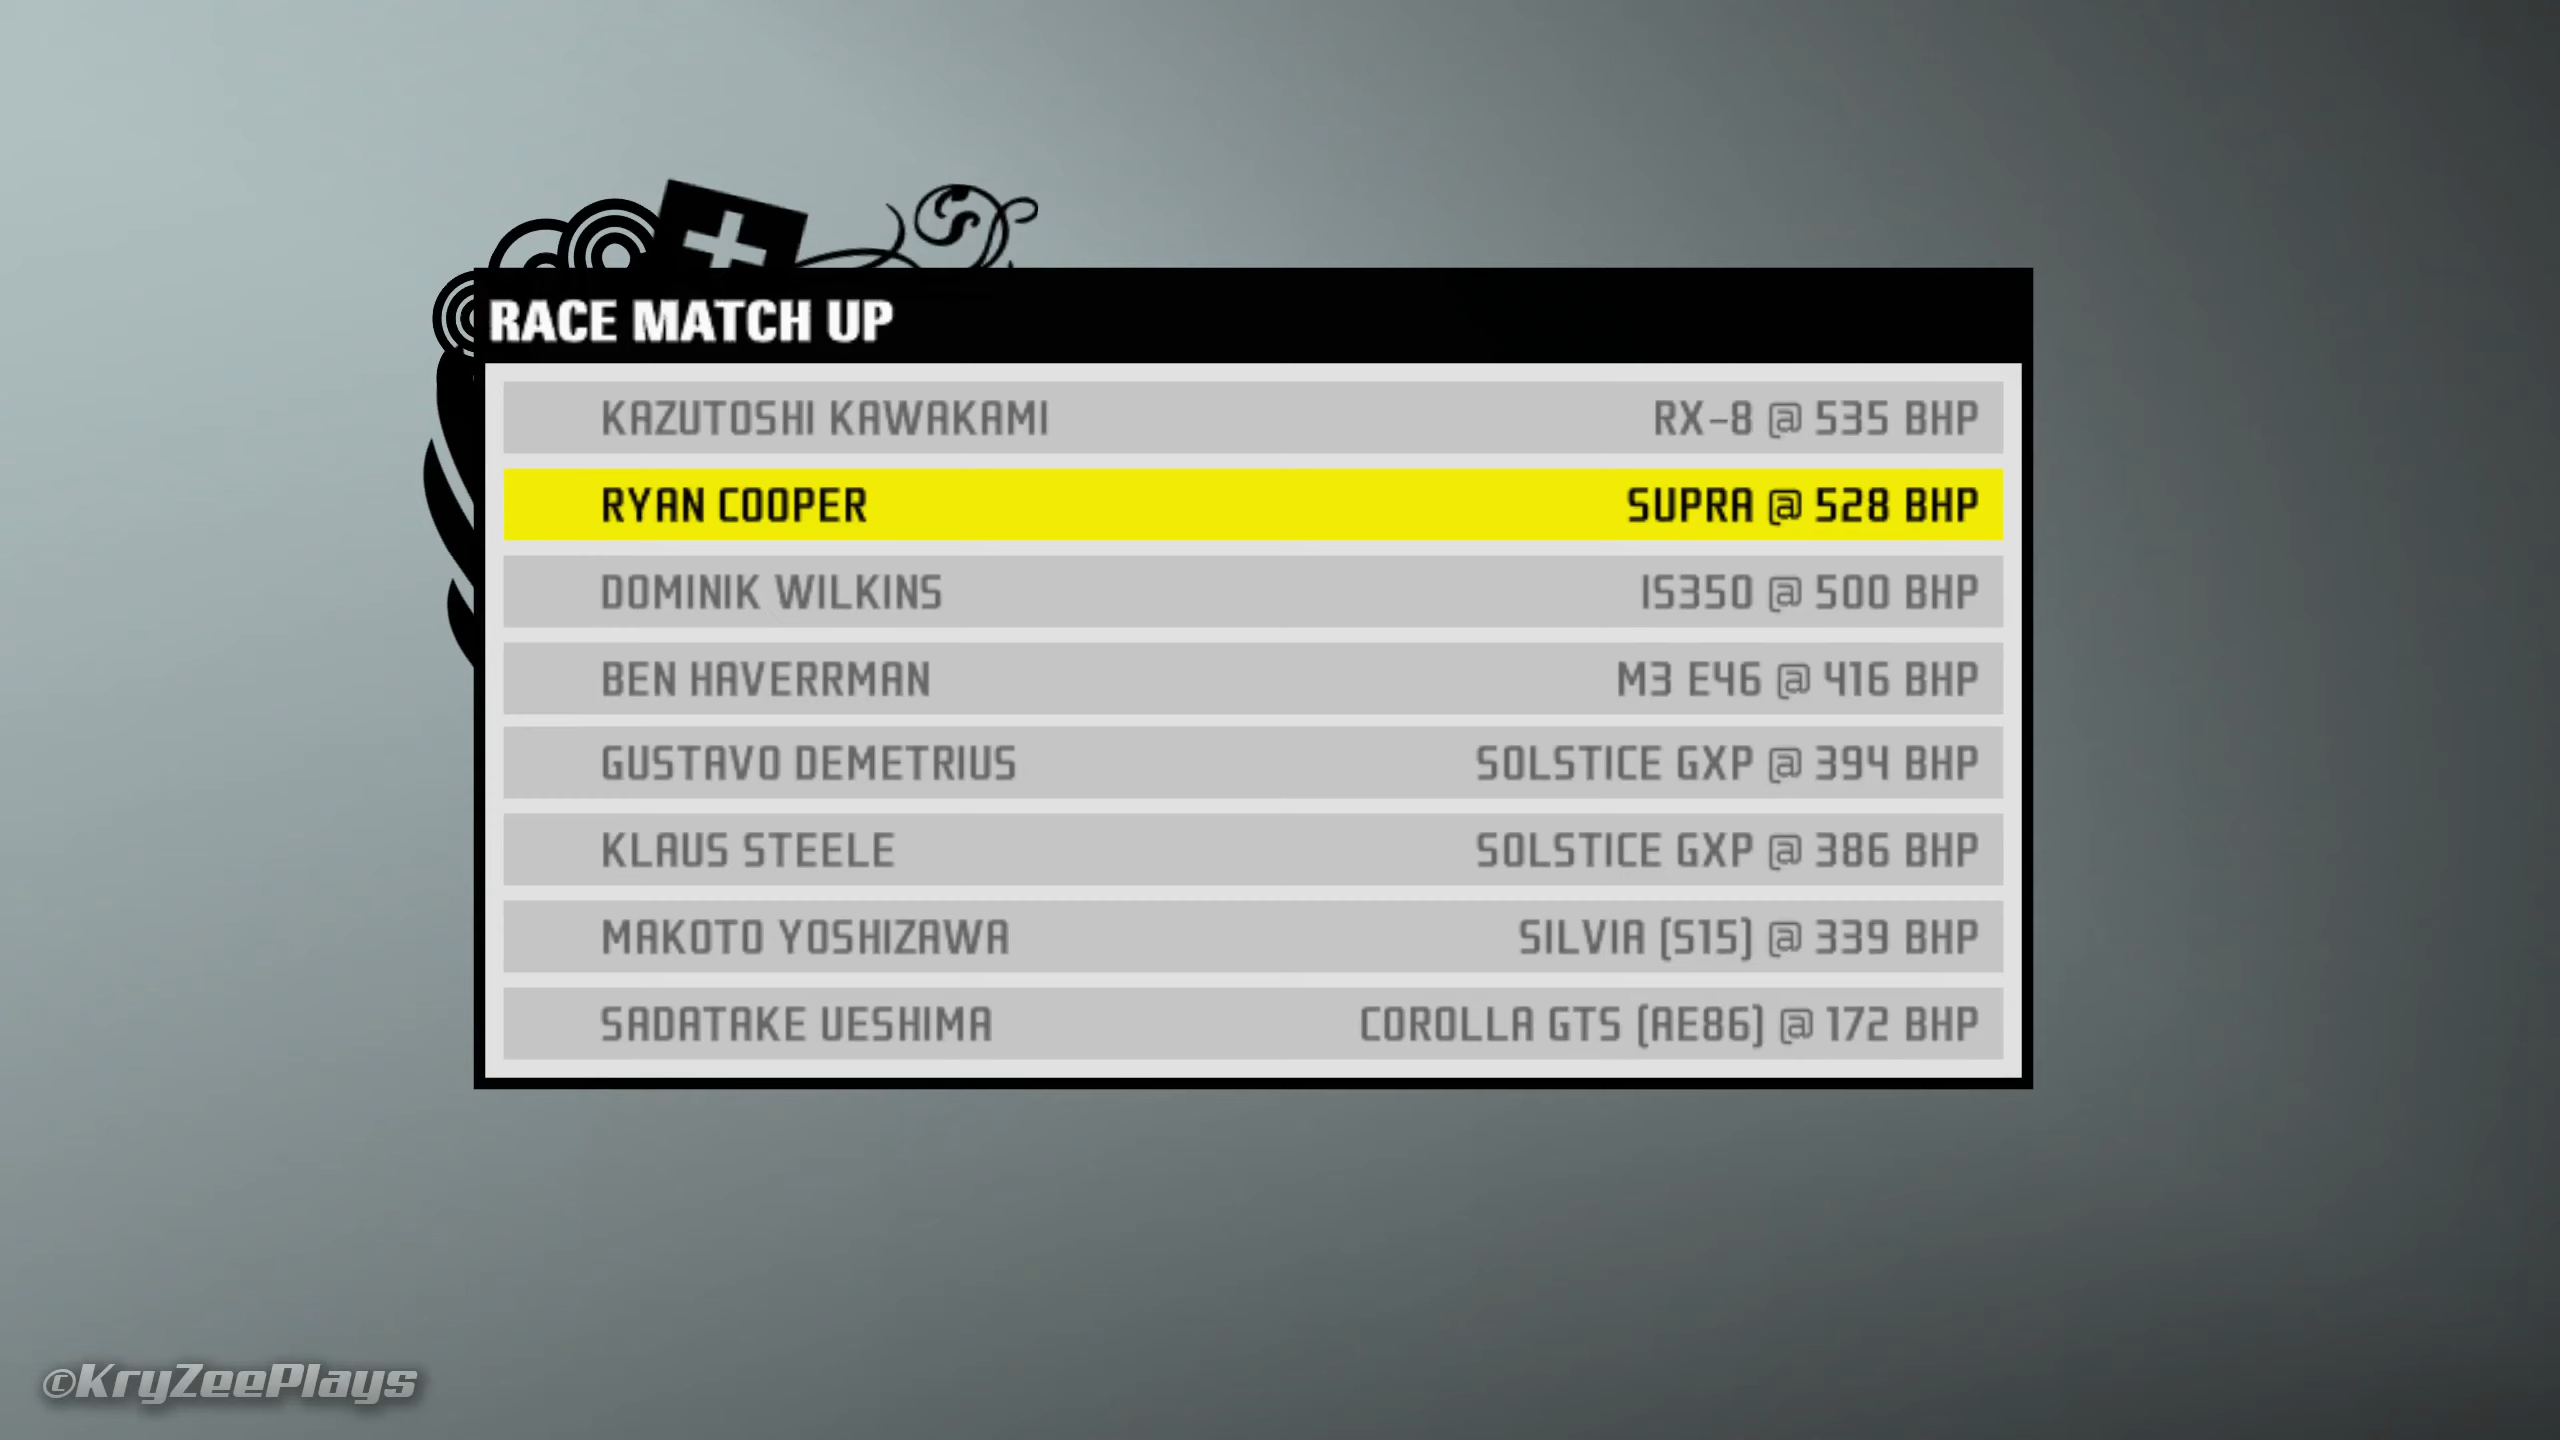 RACE MATCH UP
KAZUTOSHI KAWAKAMI RX-8 @ 535 BHP
RYAN COOPER SUPRA @ 528 BHP
DOMINIK WILKINS IS350 @ 500 BHP
BEN HAVERRMAN M3 E46 @ 416 BHP
GUSTAVO DEMETRIUS SOLSTICE GXP @ 394 BHP
KLAUS STEELE SOLSTICE GXP @ 386 BHP
MAKOTO YOSHIZAWA SILVIA (S15) @ 339 BHP
SADATAKE UESHIMA COROLLA GTS (AE86) @ 172 BHP
©KryZeePlays